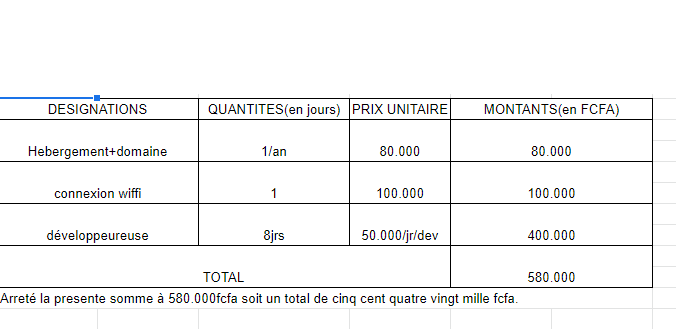 DESIGNATIONS QUANTITES(en jours) PRIX UNITAIRE MONTANTS(en FCFA)
Hebergement+domaine 1/an 80.000 80.000
connexion wiffi 1 100.000 100.000
développeureuse 8jrs 50.000/jr/dev 400.000
TOTAL 580.000
Arreté la presente somme à 580.000fcfa soit un total de cinq cent quatre vingt mille fcfa.